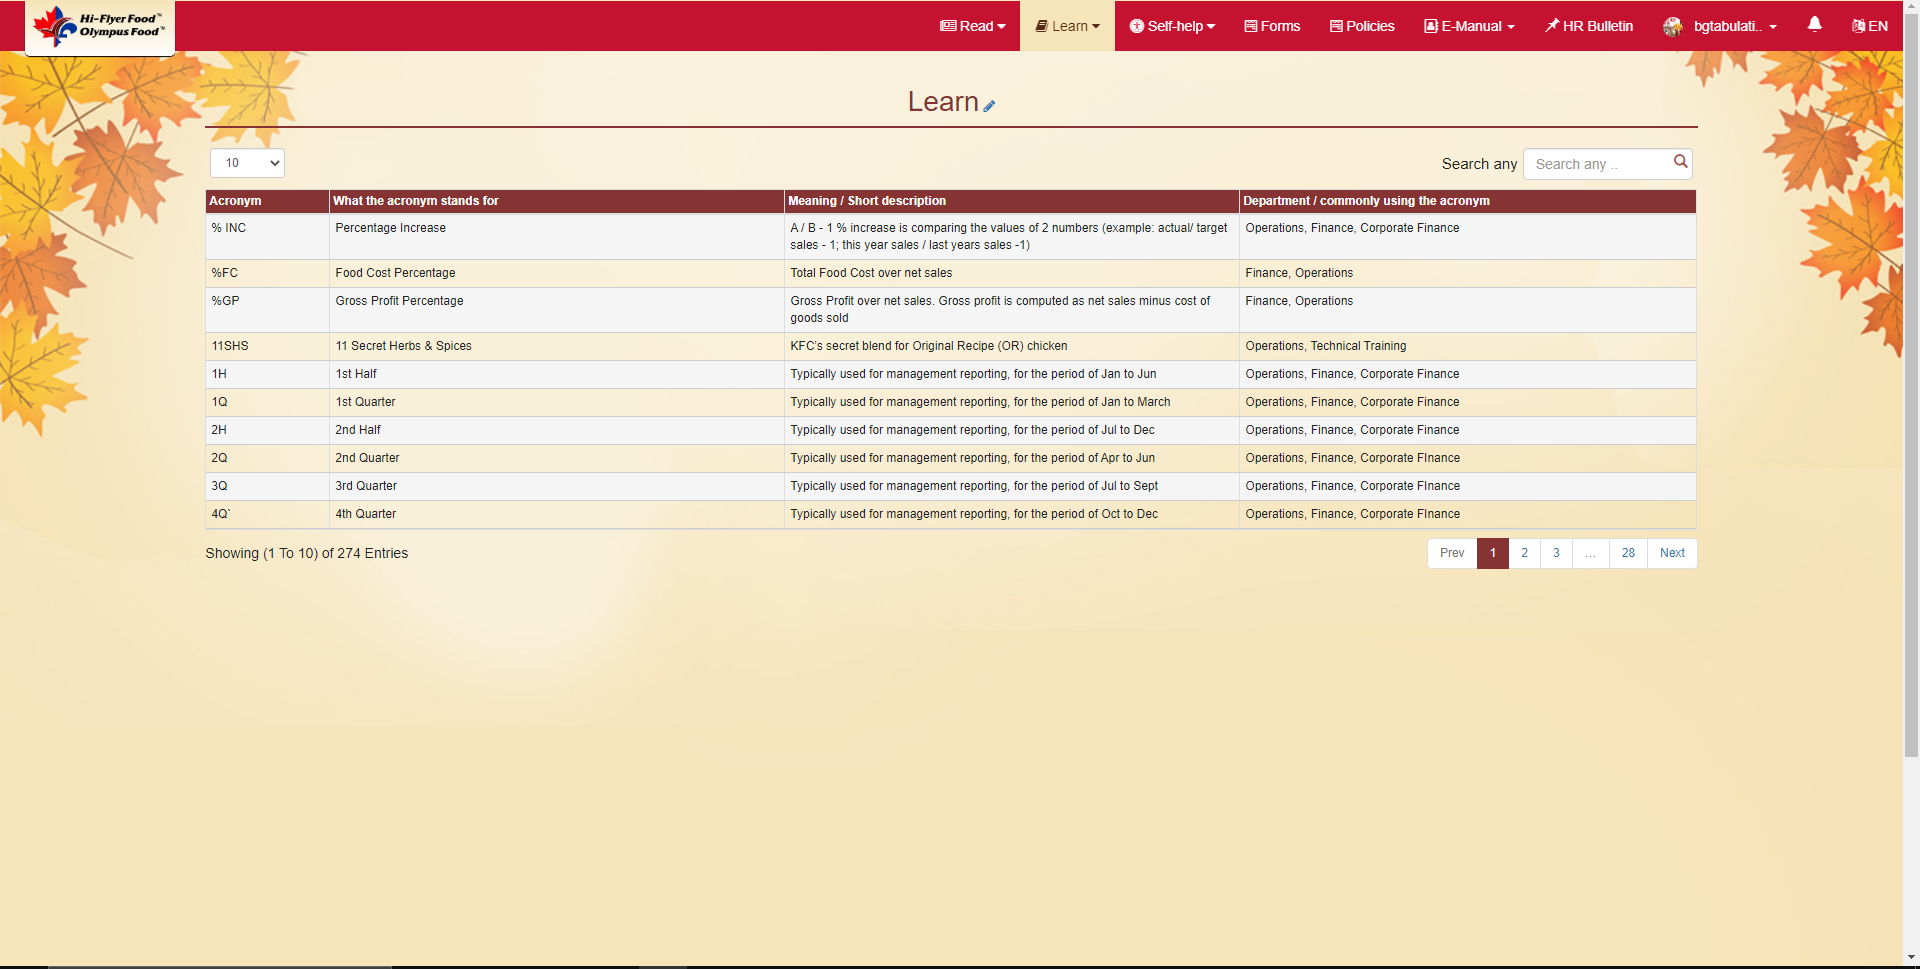 Hi-Flyer Food™
Olympus Food™
Read
Learn
Self-help
Forms
Policies
E-Manual
HR Bulletin
bgtabulati..
EN
Learn
10
Search any
Search any ..
Acronym What the acronym stands for Meaning / Short description Department / commonly using the acronym
% INC Percentage Increase A / B - 1 % increase is comparing the values of 2 numbers (example: actual/ target Operations, Finance, Corporate Finance
sales - 1; this year sales / last years sales -1)
%FC Food Cost Percentage Total Food Cost over net sales Finance, Operations
%GP Gross Profit Percentage Gross Profit over net sales. Gross profit is computed as net sales minus cost of Finance, Operations
goods sold
11SHS 11 Secret Herbs & Spices KFC's secret blend for Original Recipe (OR) chicken Operations, Technical Training
1H 1st Half Typically used for management reporting, for the period of Jan to Jun Operations, Finance, Corporate Finance
1Q 1st Quarter Typically used for management reporting, for the period of Jan to March Operations, Finance, Corporate Finance
2H 2nd Half Typically used for management reporting, for the period of Jul to Dec Operations, Finance, Corporate Finance
2Q 2nd Quarter Typically used for management reporting, for the period of Apr to Jun Operations, Finance, Corporate FInance
3Q 3rd Quarter Typically used for management reporting, for the period of Jul to Sept Operations, Finance, Corporate FInance
4Q` 4th Quarter Typically used for management reporting, for the period of Oct to Dec Operations, Finance, Corporate FInance
Showing (1 To 10) of 274 Entries
Prev 1 2 3 ... 28 Next